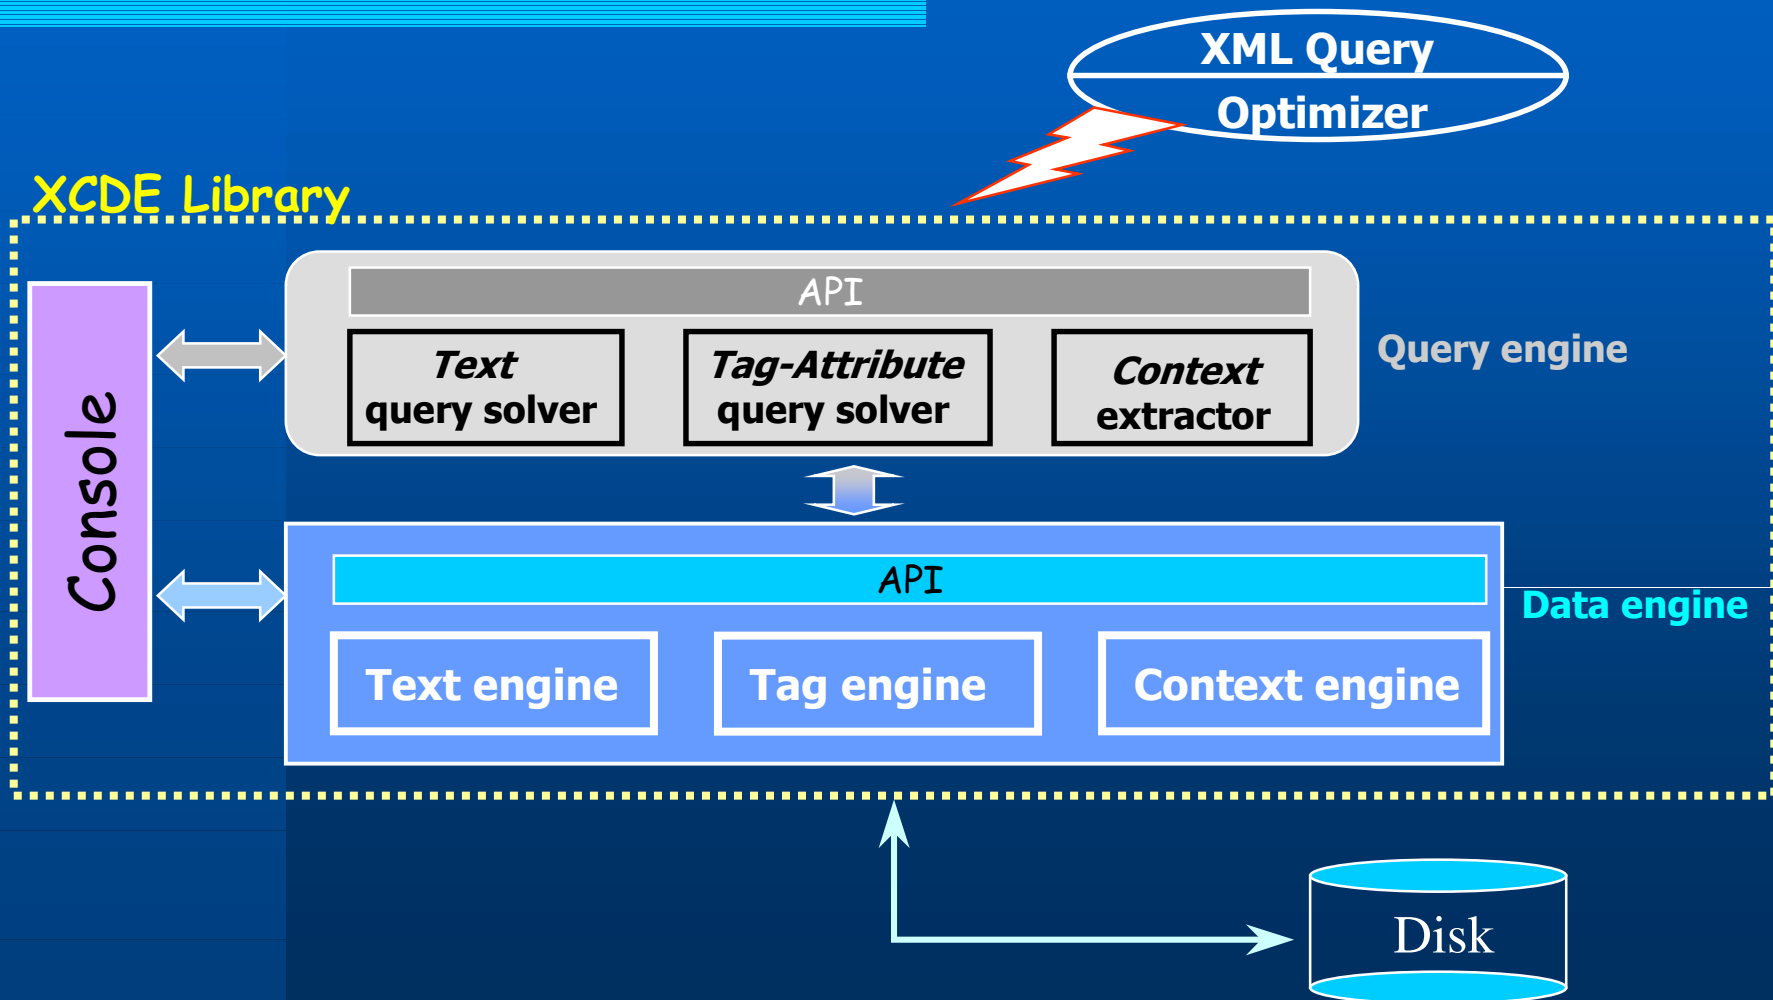 XML Query
Optimizer
XCDE Library
Console
API
Text
query solver
Tag-Attribute
query solver
Context
extractor
Query engine
API
Text engine
Tag engine
Context engine
Data engine
Disk